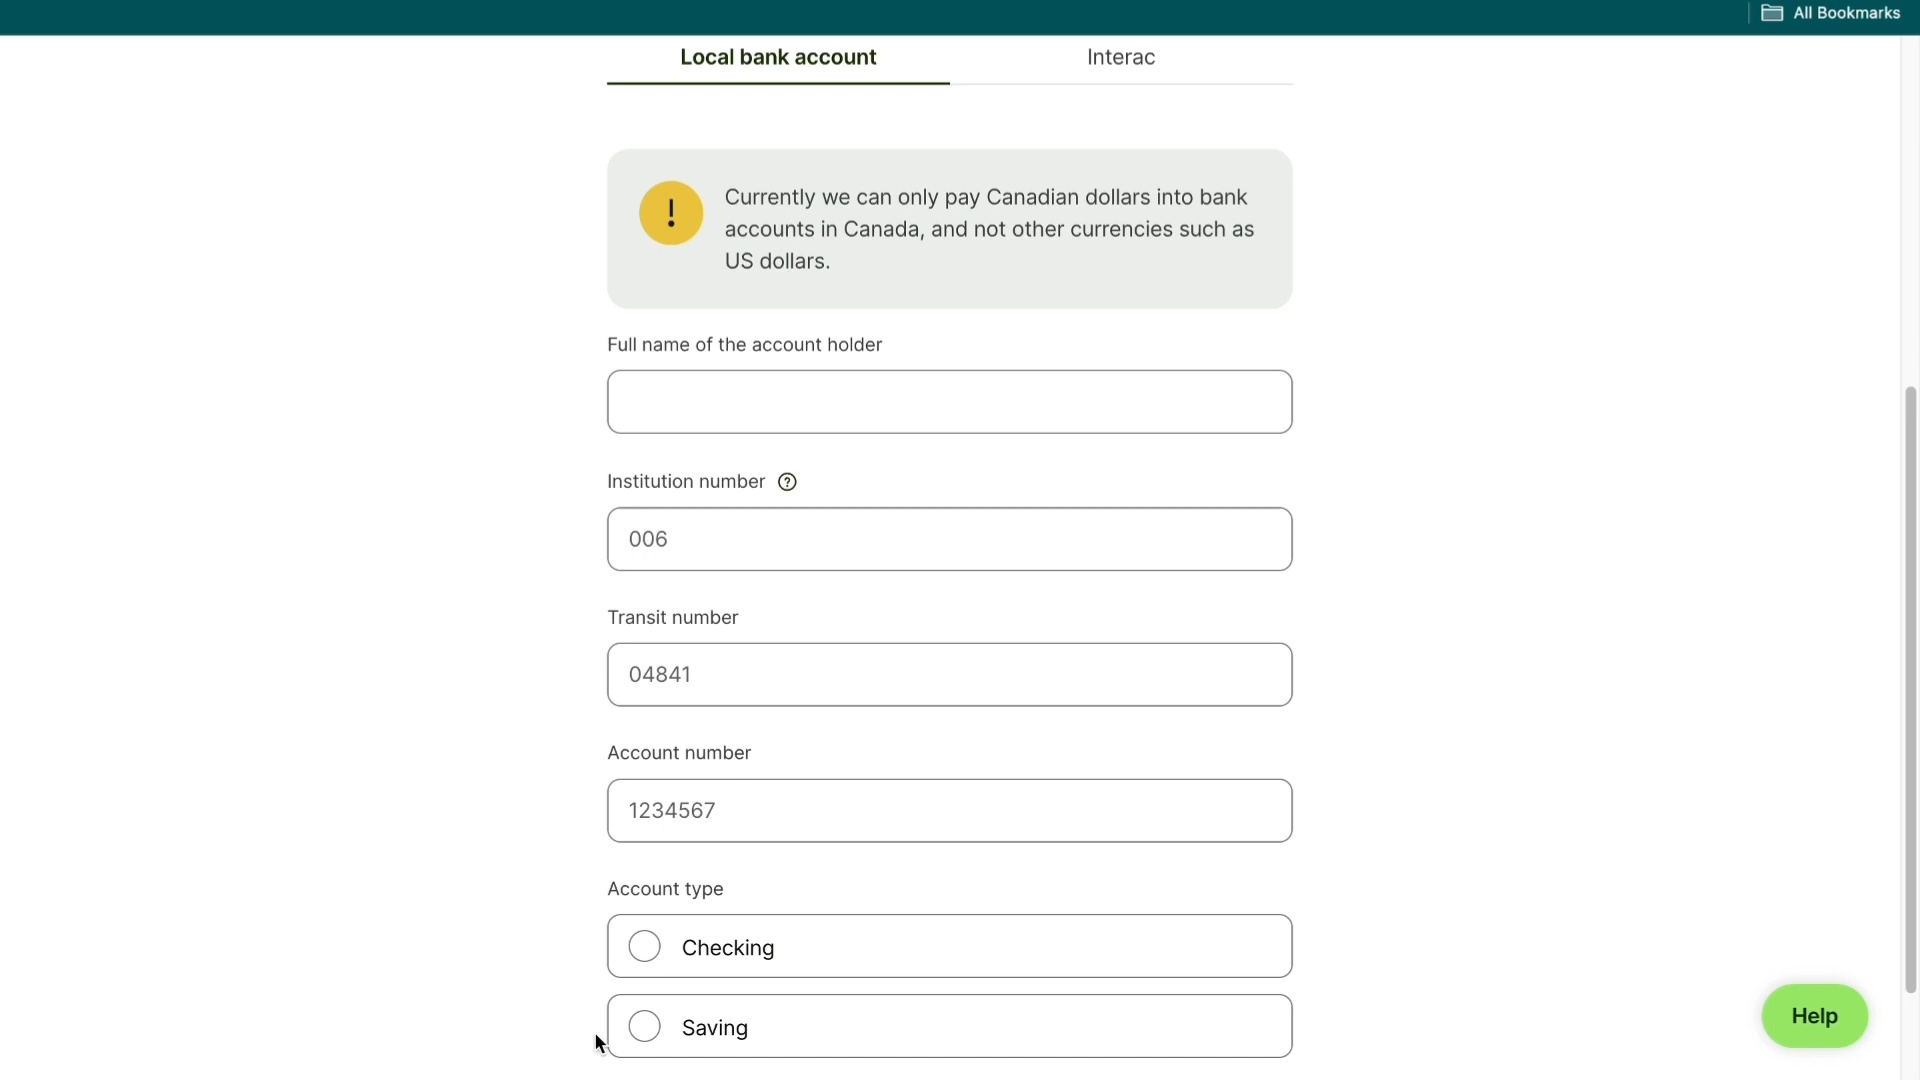 All Bookmarks
Local bank account
Interac
!
Currently we can only pay Canadian dollars into bank
accounts in Canada, and not other currencies such as
US dollars.
Full name of the account holder
Institution number ?
006
Transit number
04841
Account number
1234567
Account type
Checking
Saving
Help